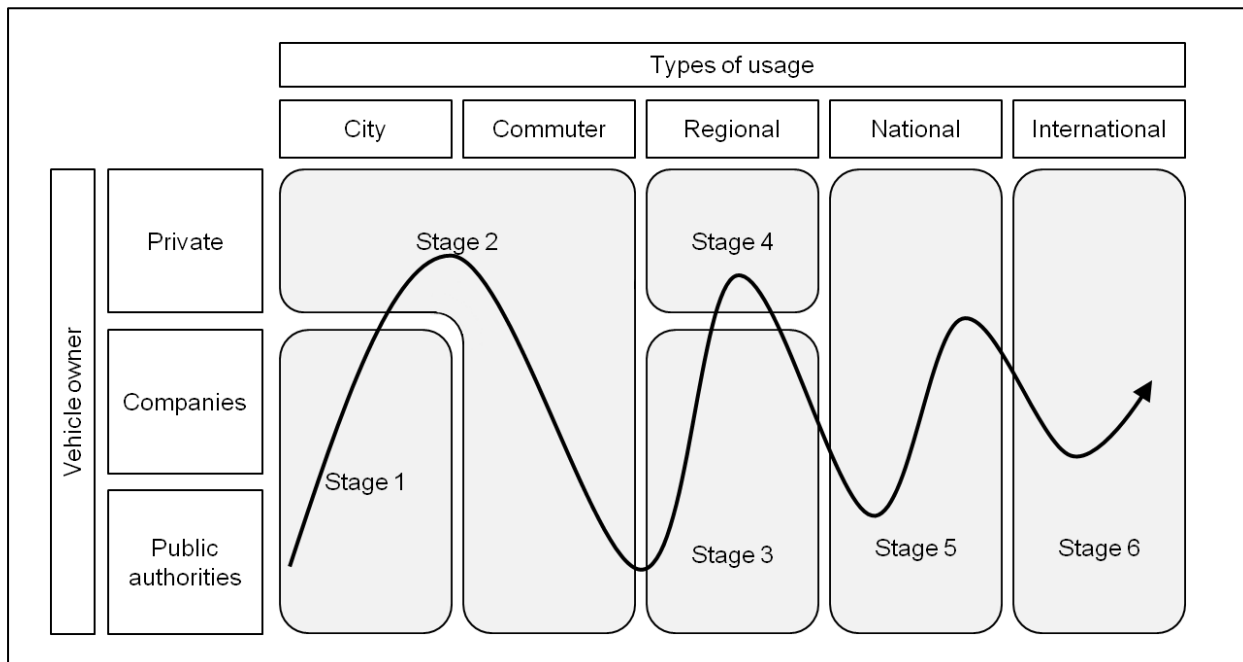 Types of usage
City
Commuter
Regional
National
International
Vehicle owner
Private
Companies
Public
authorities
Stage 2
Stage 4
Stage 1
Stage 3
Stage 5
Stage 6